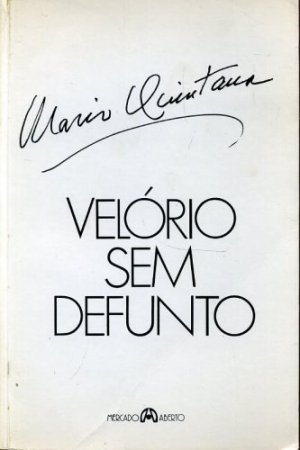 Mario Quintana
VELÓRIO
SEM
DEFUNTO
MERCADO ABERTO